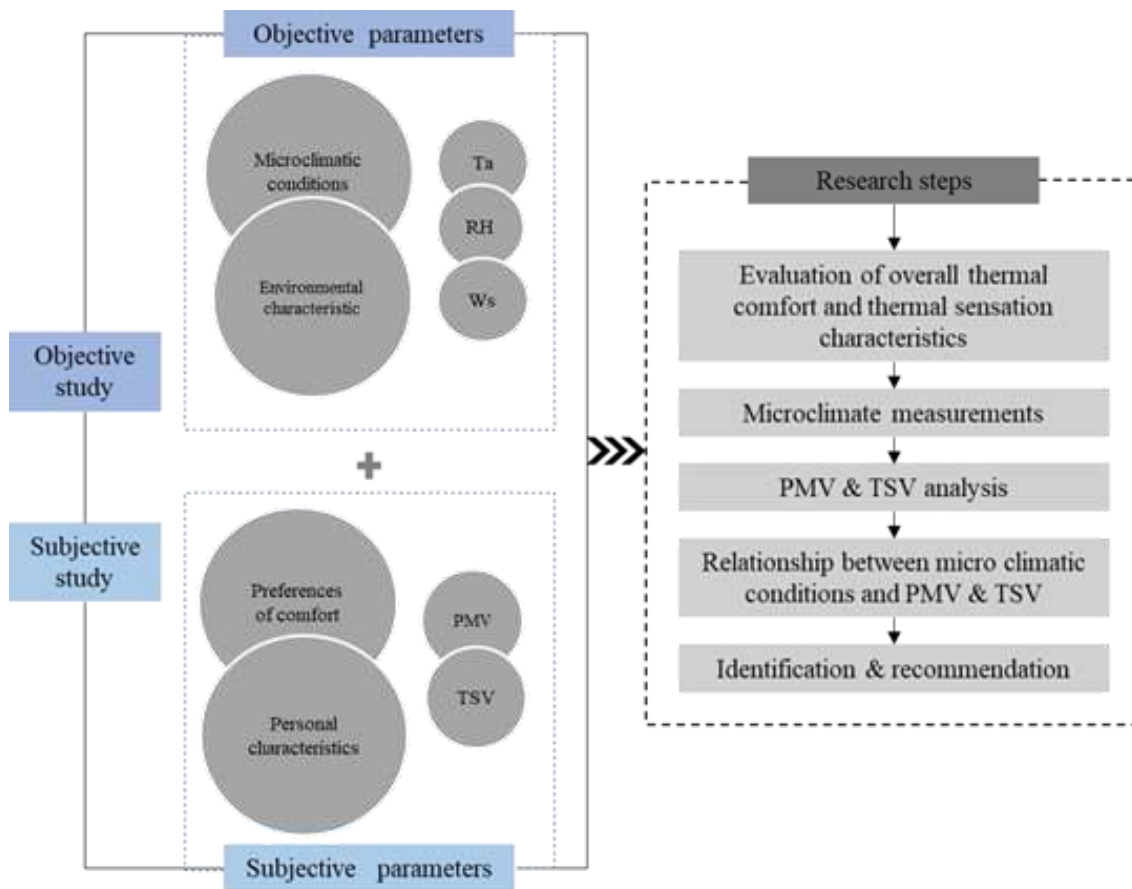 Objective parameters
Microclimatic
conditions
Environmental
characteristic
Ta
RH
Ws
Objective
study
Subjective
study
Preferences
of comfort
Personal
characteristics
PMV
TSV
Subjective parameters
Research steps
Evaluation of overall thermal
comfort and thermal sensation
characteristics
Microclimate measurements
PMV & TSV analysis
Relationship between micro climatic
conditions and PMV & TSV
Identification & recommendation